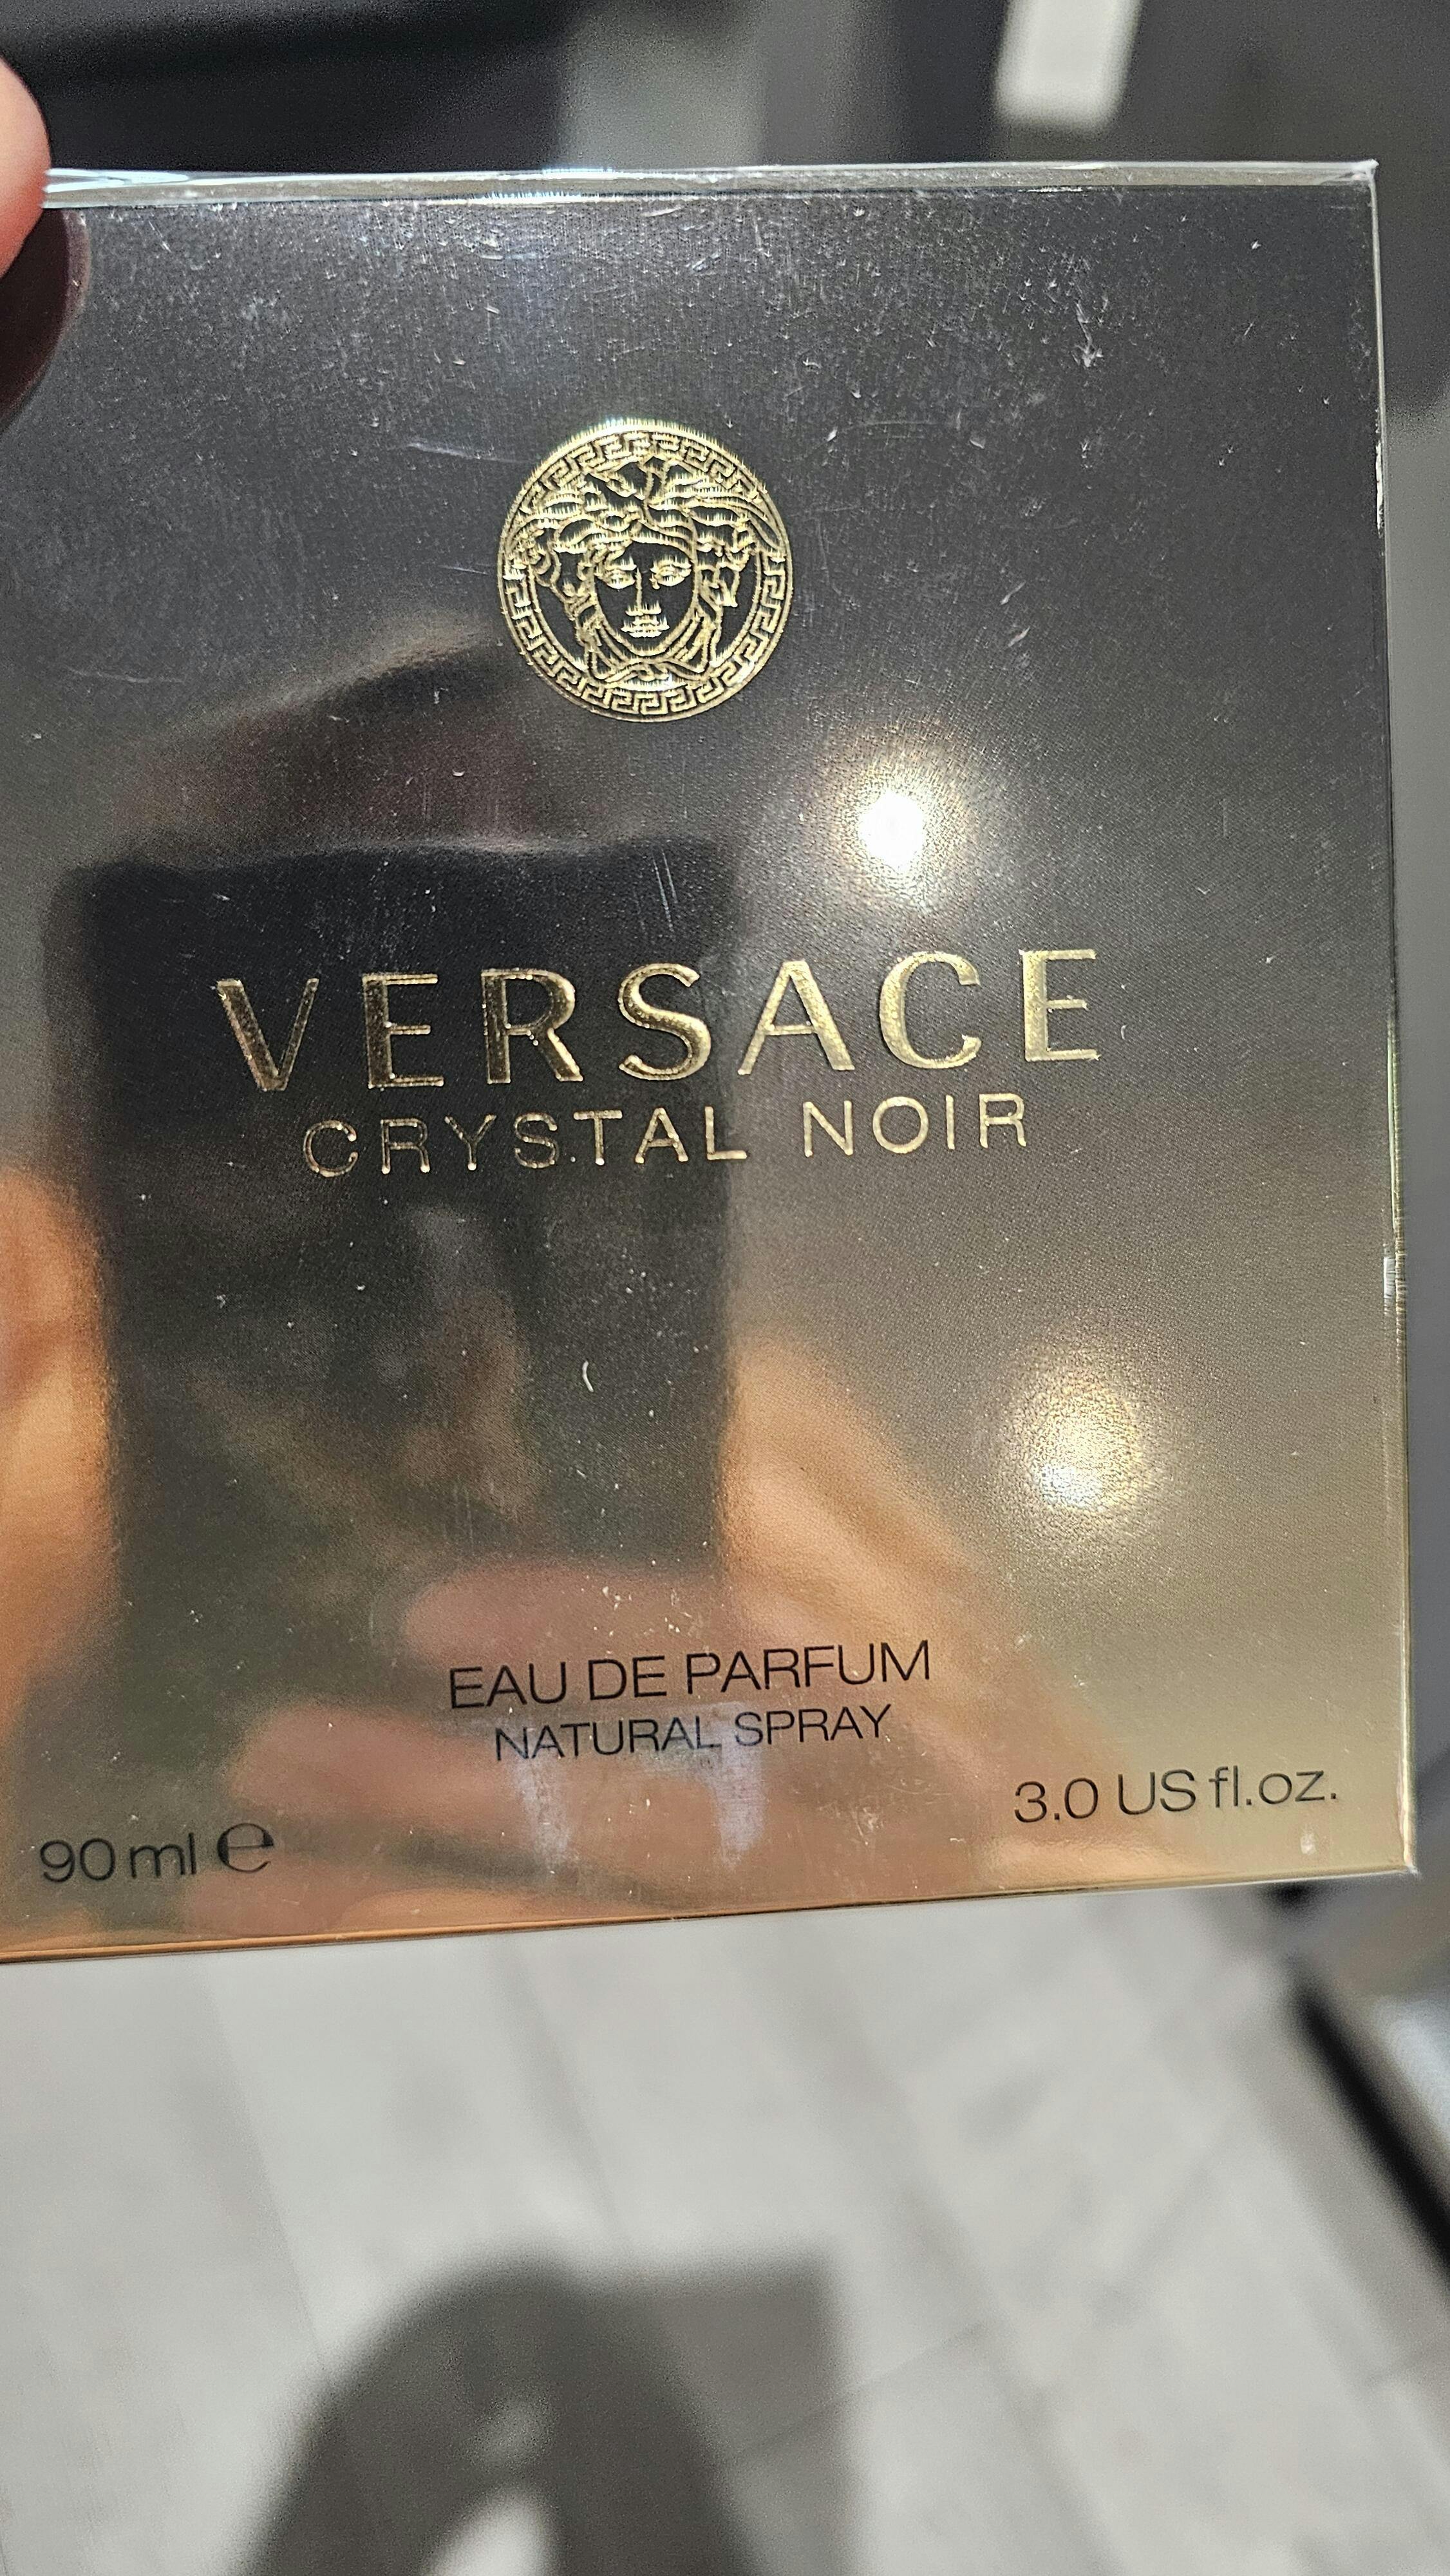 VERSACE
CRYSTAL NOIR
EAU DE PARFUM
NATURAL SPRAY
90 ml ℮
3.0 US fl.oz.